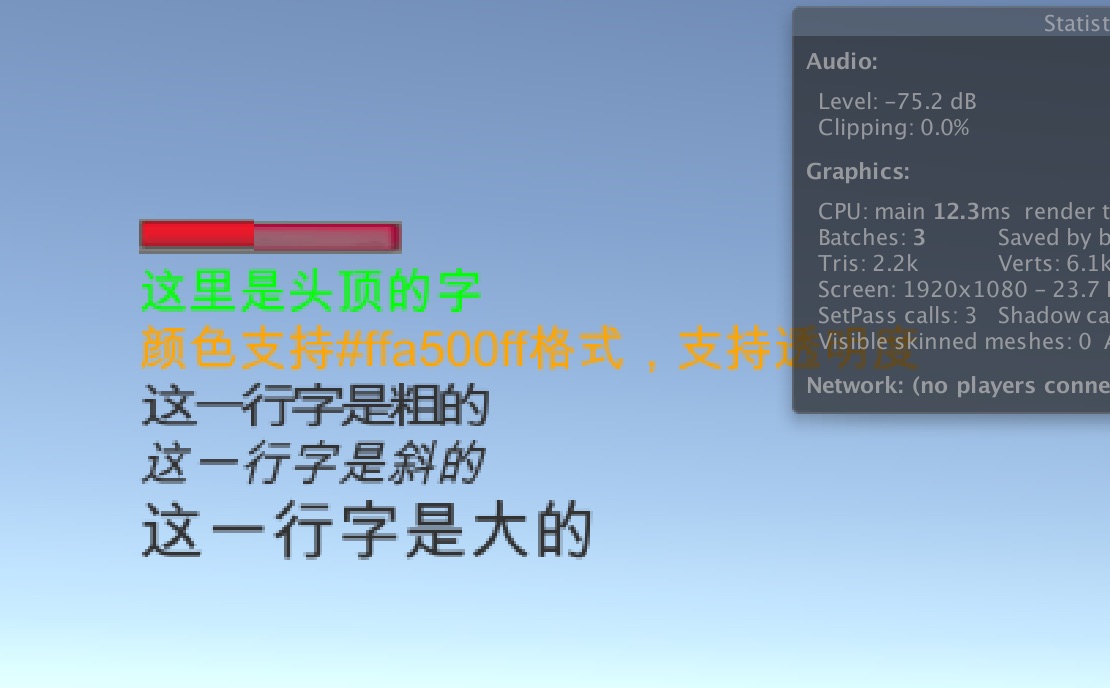 Statist
Audio:
Level: -75.2 dB
Clipping: 0.0%
Graphics:
CPU: main 12.3ms render t
Batches: 3 Saved by b
Tris: 2.2k Verts: 6.1k
Screen: 1920x1080 - 23.7
SetPass calls: 3 Shadow ca
Visible skinned meshes: 0 A
Network: (no players conne
这里是头顶的字
颜色支持#ffa500ff格式，支持透明度
这一行字是粗的
这一行字是斜的
这一行字是大的